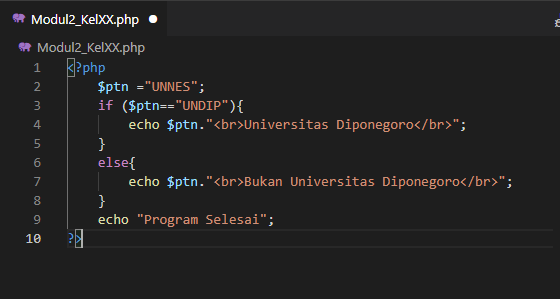 Modul2_KelXX.php
Modul2_KelXX.php
1 <?php
2 $ptn ="UNNES";
3 if ($ptn=="UNDIP"){
4 echo $ptn."<br>Universitas Diponegoro</br>";
5 }
6 else{
7 echo $ptn."<br>Bukan Universitas Diponegoro</br>";
8 }
9 echo "Program Selesai";
10 ?>